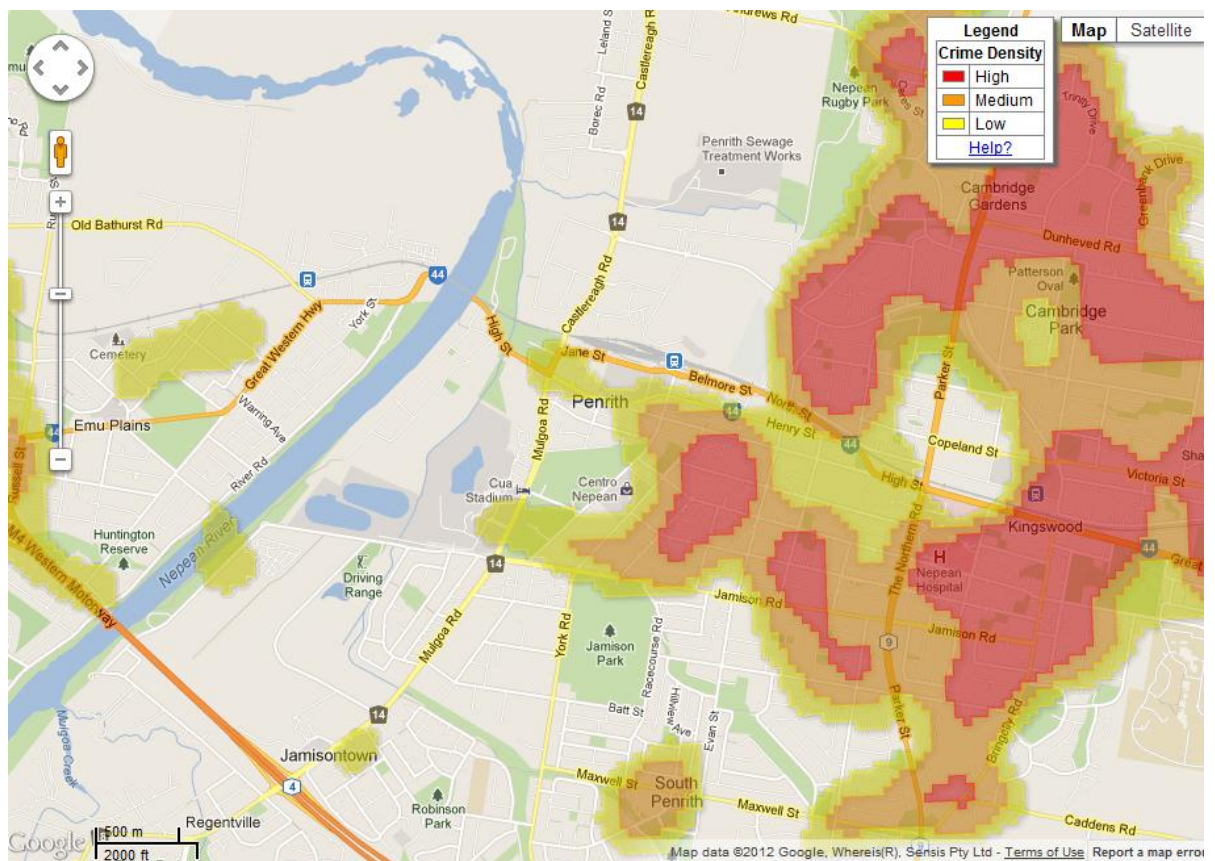 Andrews Rd
Legend
Crime Density
High
Medium
Low
Help?
Map
Satellite
Leland St
Castlereagh Rd
Borec Rd
14
Nepean
Rugby Park
Trinity Drive
Penrith Sewage
Treatment Works
Greenbank Drive
Cambridge
Gardens
Old Bathurst Rd
14
Dunheved Rd
44
Patterson
Oval
York St
Castlereagh Rd
Cambridge
Park
Great Western Hwy
High St
Cemetery
Jane St
Parker St
Belmore St
North St
Penrith
44
Henry St
Warring Ave
Emu Plains
Mulgoa Rd
44
Copeland St
Russell St
River Rd
Victoria St
Cua
Stadium
Centro
Nepean
High St
Kingswood
Huntington
Reserve
Nepean River
The Northern Rd
44
Great
M4 Western Motorway
14
H
Nepean
Hospital
Driving
Range
Jamison Rd
Jamison Rd
9
Mulgoa Rd
York Rd
Jamison
Park
Racecourse Rd
Batt St
Hillview Ave
Evan St
Parker St
Bringelly Rd
14
Mulgoa
Creek
Jamisontown
Maxwell St
South
Penrith
4
Maxwell St
Regentville
Robinson
Park
Caddens Rd
Google
500 m
2000 ft
9
Map data ©2012 Google, Whereis(R), Sensis Pty Ltd - Terms of Use Report a map error